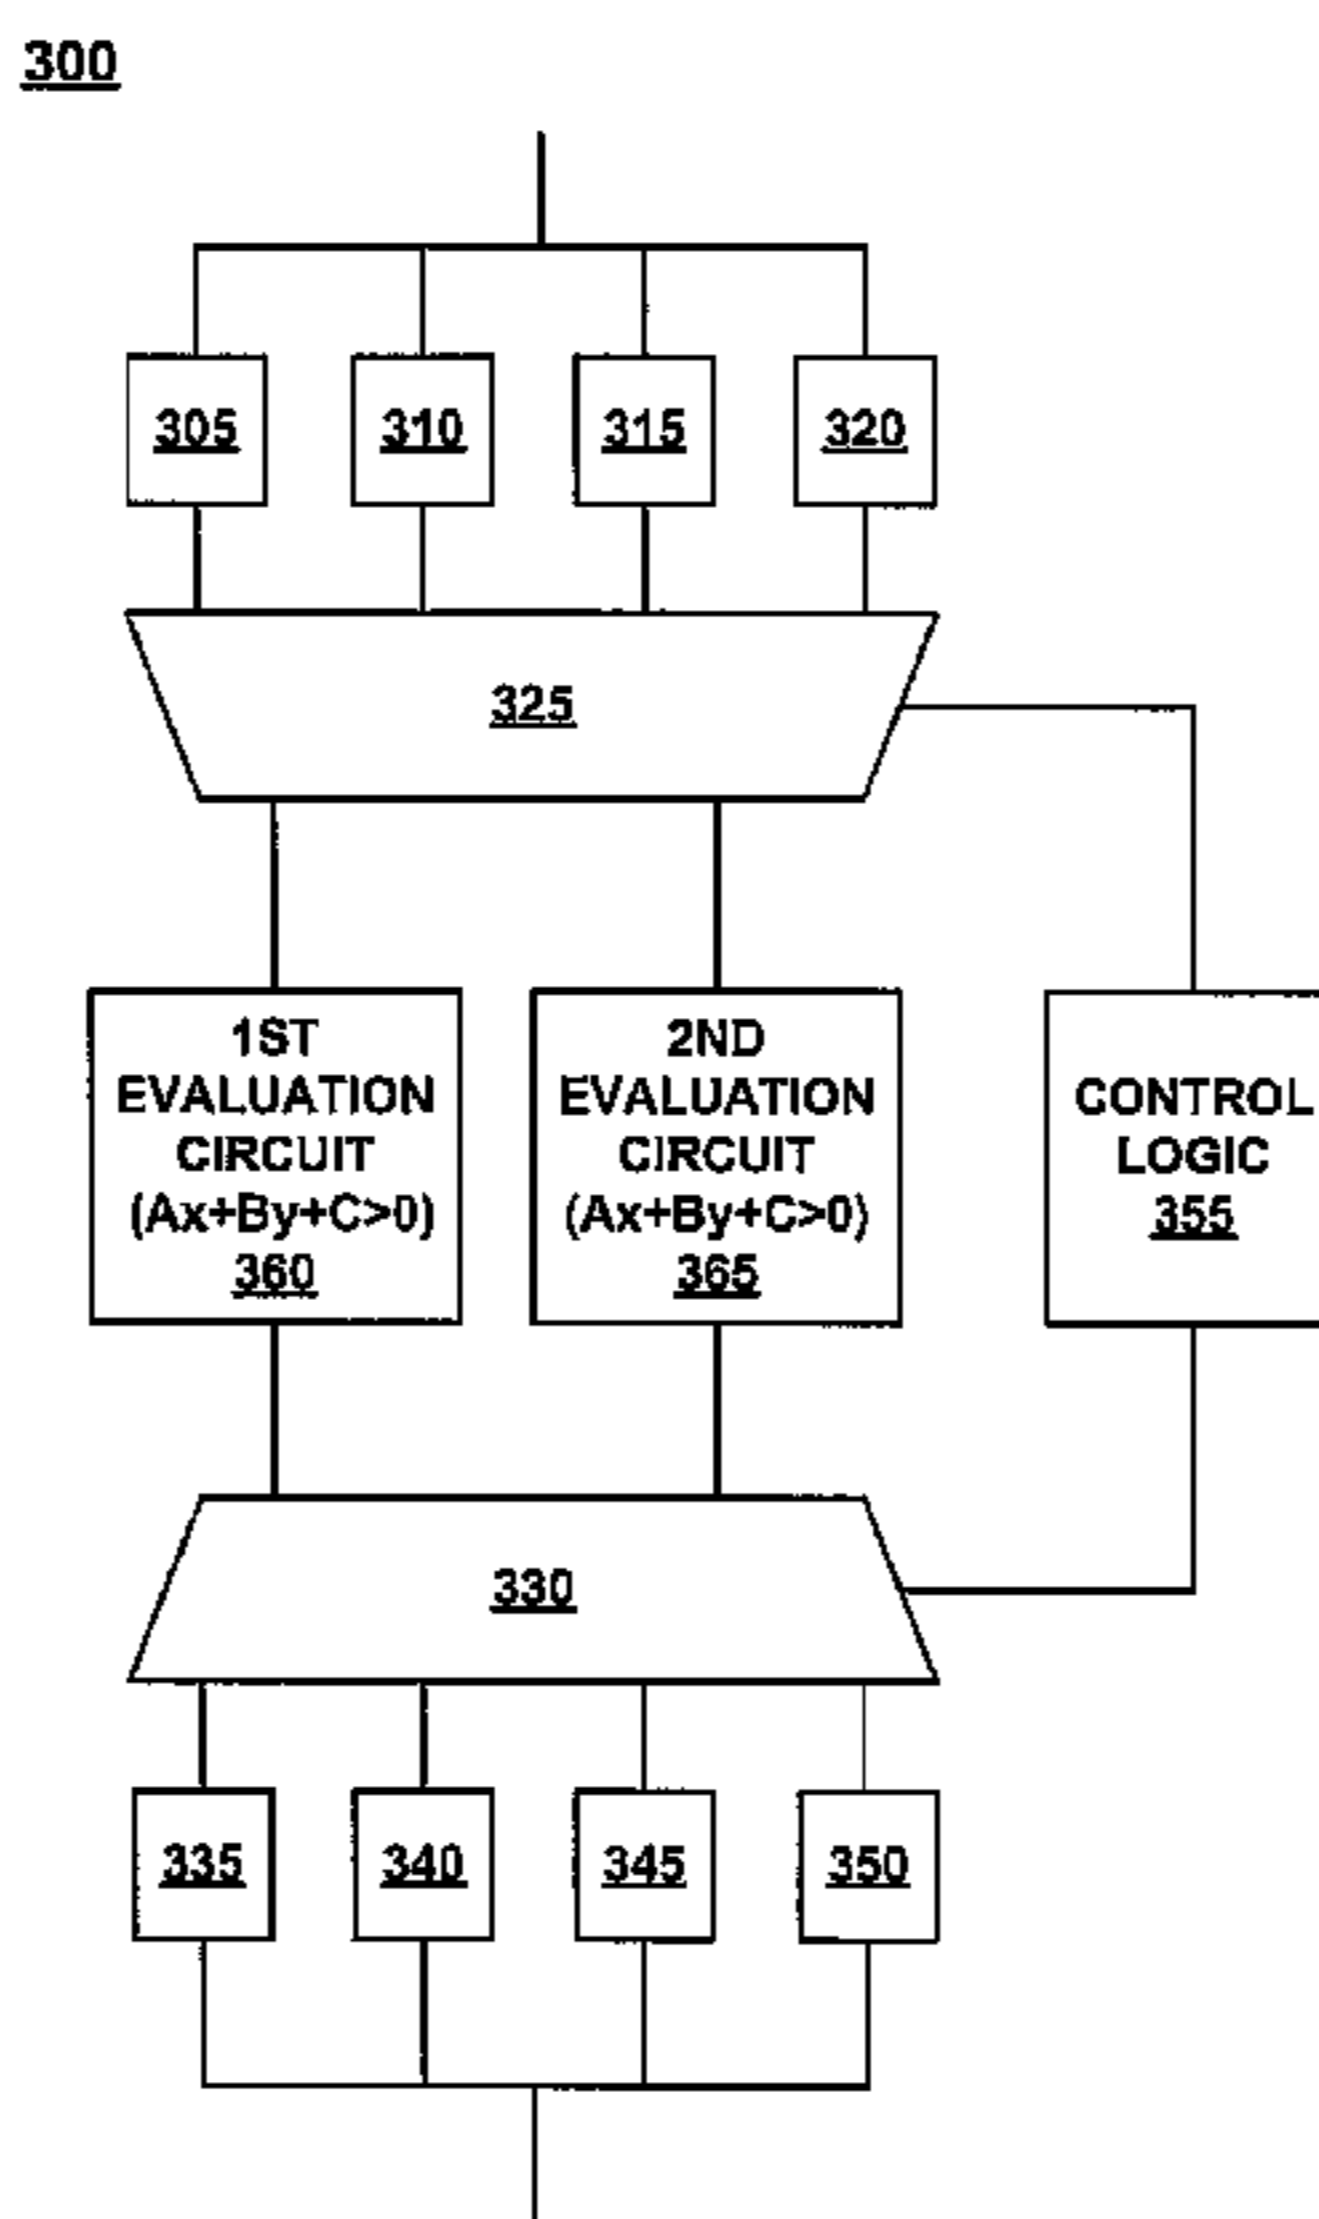 300
305 310 315 320
325
1ST
EVALUATION
CIRCUIT
(Ax+By+C>0)
360
2ND
EVALUATION
CIRCUIT
(Ax+By+C>0)
365
CONTROL
LOGIC
355
330
335 340 345 350